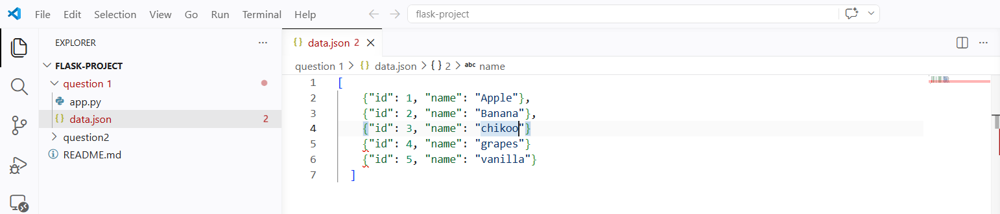 File Edit Selection View Go Run Terminal Help flask-project
EXPLORER ...
FLASK-PROJECT
question 1
app.py
data.json 2
question2
README.md
data.json 2
question 1 > data.json > { } 2 > abc name
1 [
2 {"id": 1, "name": "Apple"},
3 {"id": 2, "name": "Banana"},
4 {"id": 3, "name": "chikoo"}
5 {"id": 4, "name": "grapes"}
6 {"id": 5, "name": "vanilla"}
7 ]